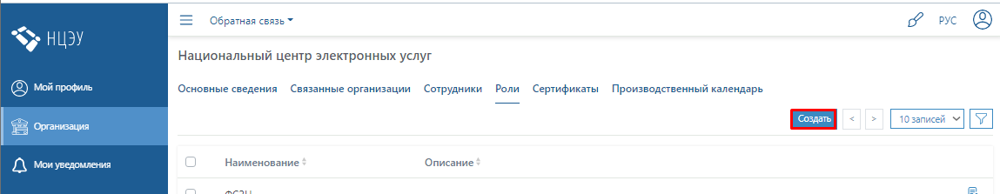 НЦЭУ
Обратная связь
РУС
Мой профиль
Организация
Мои уведомления
Национальный центр электронных услуг
Основные сведения Связанные организации Сотрудники Роли Сертификаты Производственный календарь
Создать < > 10 записей
Наименование Описание